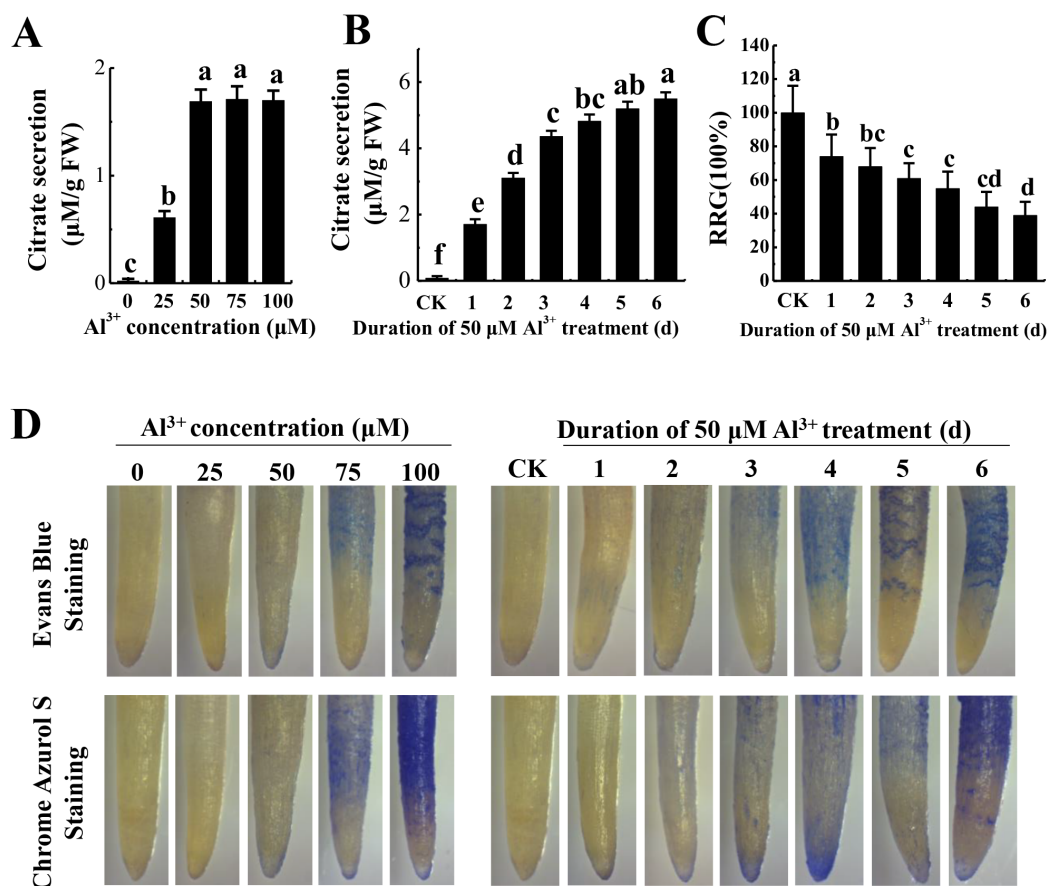 A
Citrate secretion
(μM/g FW)
2
1
0
c
b
a
a
a
0 25 50 75 100
Al³⁺ concentration (μM)
B
Citrate secretion
(μM/g FW)
6
4
2
0
f
e
d
c
bc
ab
a
CK 1 2 3 4 5 6
Duration of 50 μM Al³⁺ treatment (d)
C
RRG(100%)
140
120
100
80
60
40
20
0
a
b
bc
c
c
cd
d
CK 1 2 3 4 5 6
Duration of 50 μM Al³⁺ treatment (d)
D
Al³⁺ concentration (μM)
0 25 50 75 100
Duration of 50 μM Al³⁺ treatment (d)
CK 1 2 3 4 5 6
Evans Blue
Staining
Chrome Azurol S
Staining